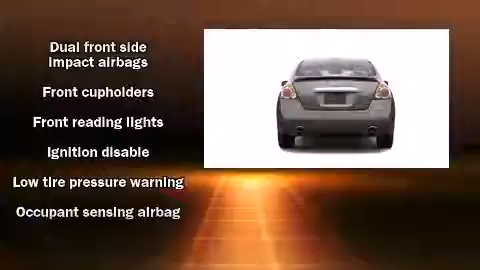 Dual front side
impact airbags
Front cupholders
Front reading lights
Ignition disable
Low tire pressure warning
Occupant sensing airbag